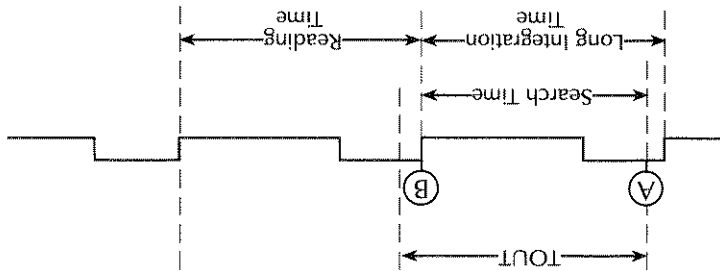 TOUT
A
B
Search Time
Long Integration
Time
Reading
Time